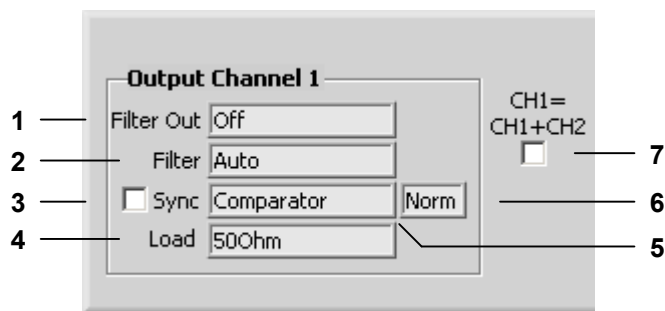 Output Channel 1
CH1=
CH1+CH2
1 Filter Out Off
7
2 Filter Auto
3 Sync Comparator Norm 6
4 Load 50Ohm 5